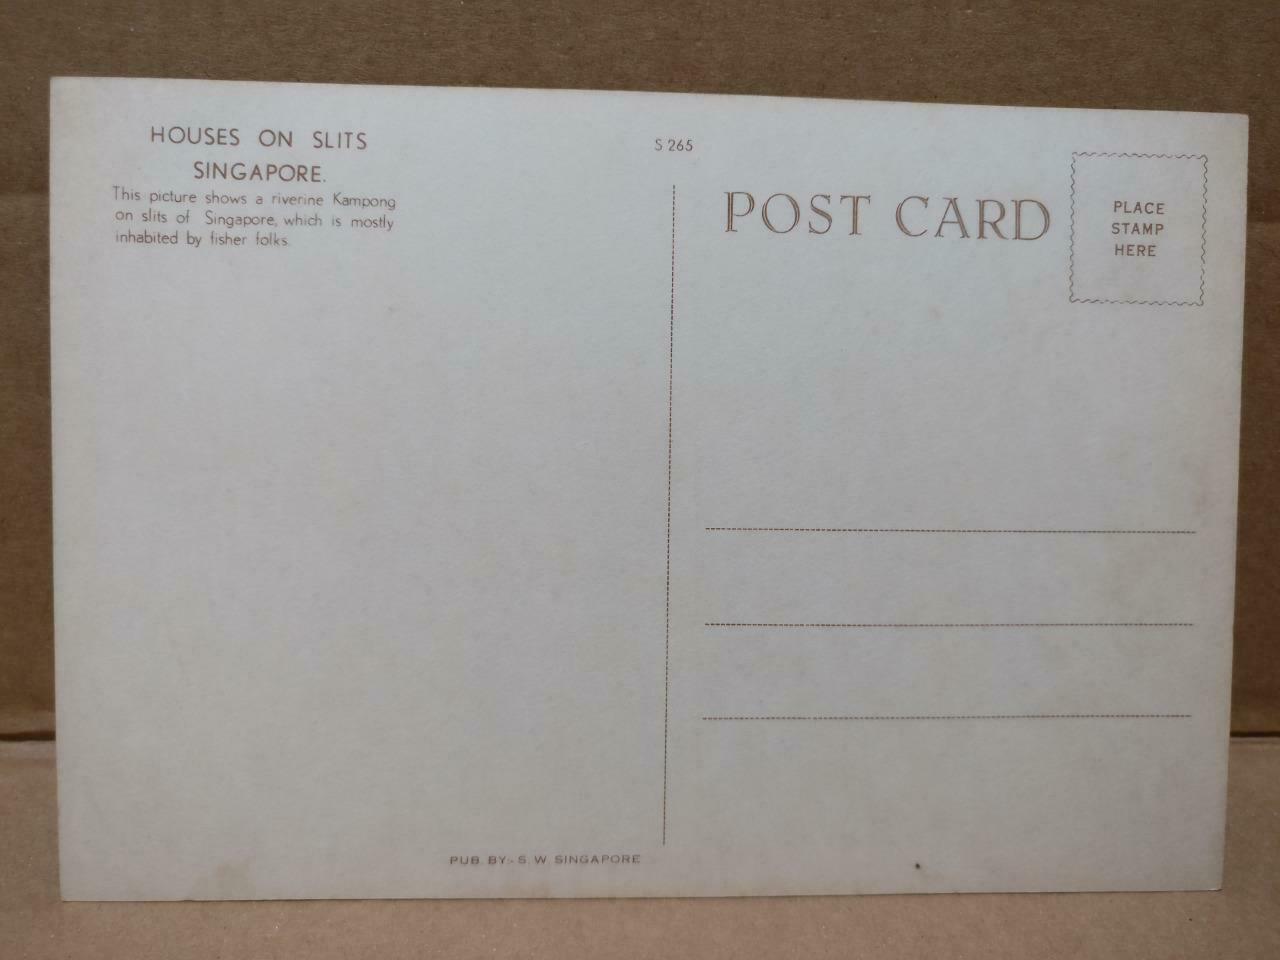 HOUSES ON SLITS
SINGAPORE.
This picture shows a riverine Kampong
on slits of Singapore, which is mostly
inhabited by fisher folks.
S 265
POST CARD
PLACE
STAMP
HERE
PUB. BY:- S. W. SINGAPORE